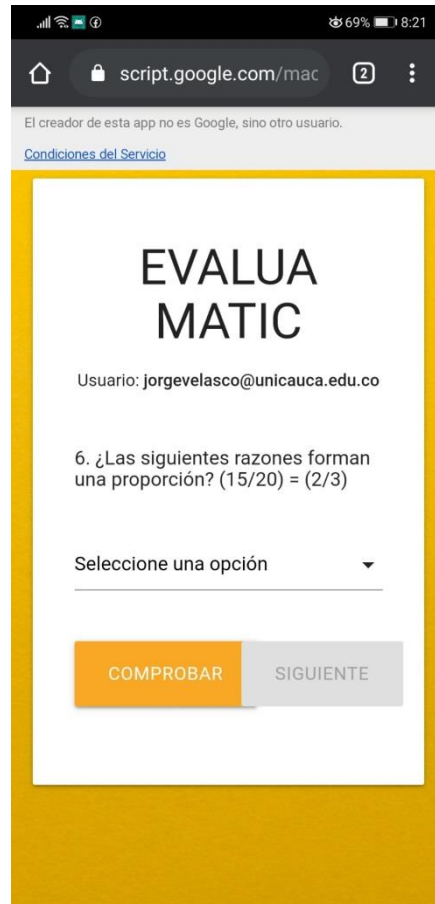 69% 8:21
script.google.com/mac
2
El creador de esta app no es Google, sino otro usuario.
Condiciones del Servicio
EVALUA
MATIC
Usuario: jorgevelasco@unicauca.edu.co
6. ¿Las siguientes razones forman
una proporción? (15/20) = (2/3)
Seleccione una opción
COMPROBAR SIGUIENTE